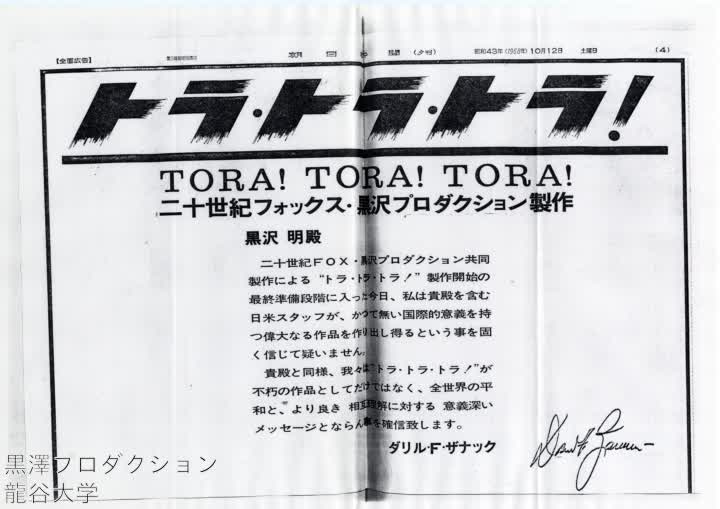 【全面広告】 朝日新聞 (夕刊) 昭和43年(1968年)10月12日 土曜日 (4)
トラ・トラ・トラ!
TORA! TORA! TORA!
二十世紀フォックス・黒沢プロダクション製作
黒沢 明殿
二十世紀FOX・黒沢プロダクション共同
製作による“トラ・トラ・トラ!”製作開始の
最終準備段階に入った今日、私は貴殿を含む
日米スタッフが、かつて無い国際的意義を持
つ偉大なる作品を作り出し得るという事を固
く信じて疑いません。
貴殿と同様、我々は“トラ・トラ・トラ!”が
不朽の作品としてだけではなく、全世界の平
和と、より良き 相互理解に対する 意義深い
メッセージとならん事を確信致します。
ダリル・F・ザナック
黒澤プロダクション
龍谷大学